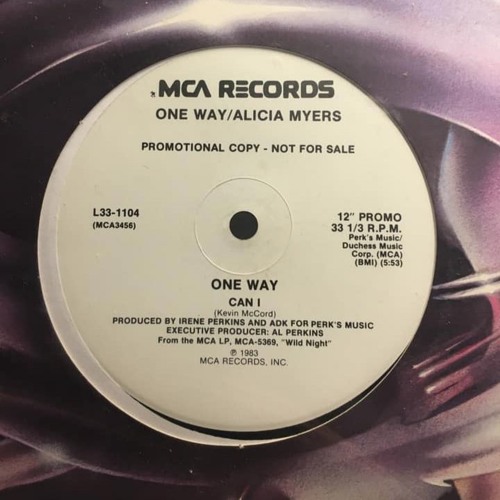 MCA RECORDS
ONE WAY/ALICIA MYERS
PROMOTIONAL COPY - NOT FOR SALE
L33-1104
(MCA3456)
12" PROMO
33 1/3 R.P.M.
Perk's Music/
Duchess Music
Corp. (MCA)
(BMI) (5:53)
ONE WAY
CAN I
(Kevin McCord)
PRODUCED BY IRENE PERKINS AND ADK FOR PERK'S MUSIC
EXECUTIVE PRODUCER: AL PERKINS
From the MCA LP, MCA-5369, "Wild Night"
℗ 1983
MCA RECORDS, INC.